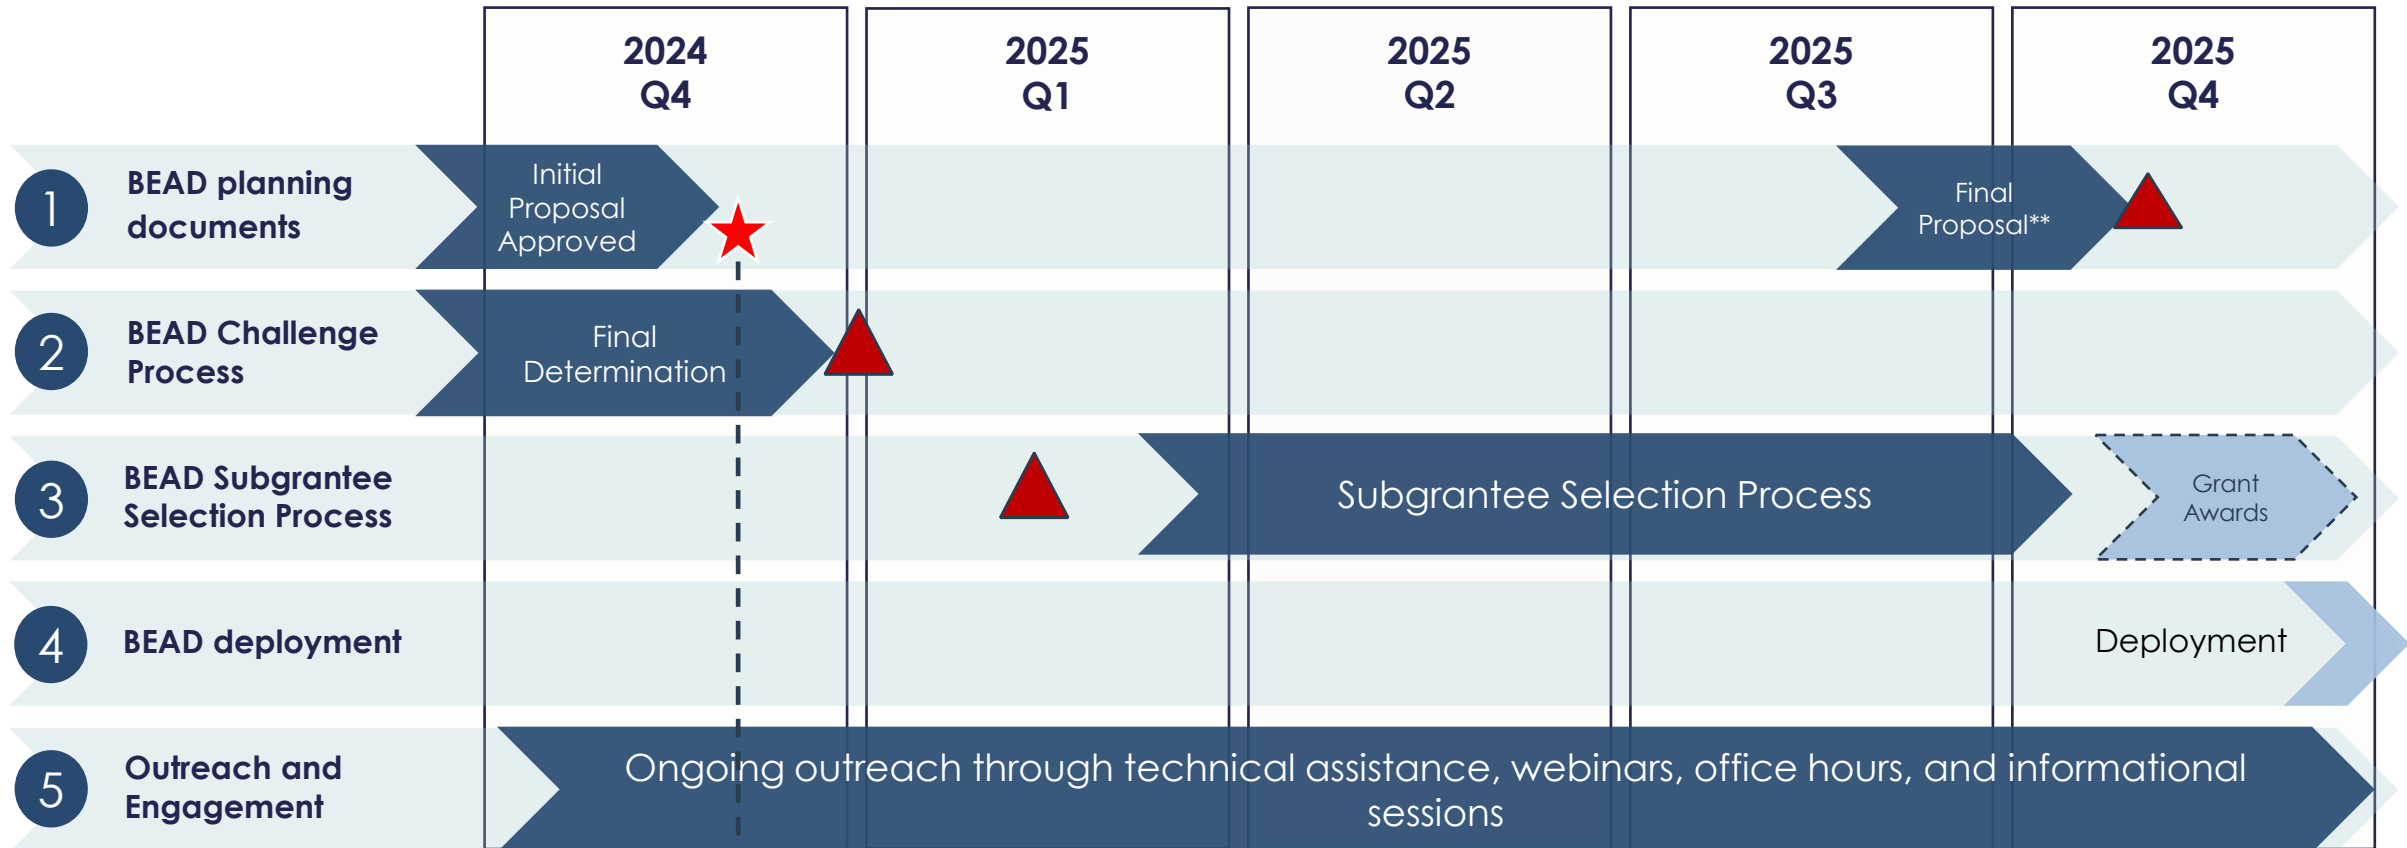 2024
Q4
2025
Q1
2025
Q2
2025
Q3
2025
Q4
1
BEAD planning
documents
Initial
Proposal
Approved
Final
Proposal**
2
BEAD Challenge
Process
Final
Determination
3
BEAD Subgrantee
Selection Process
Subgrantee Selection Process
Grant
Awards
4
BEAD deployment
Deployment
5
Outreach and
Engagement
Ongoing outreach through technical assistance, webinars, office hours, and informational
sessions